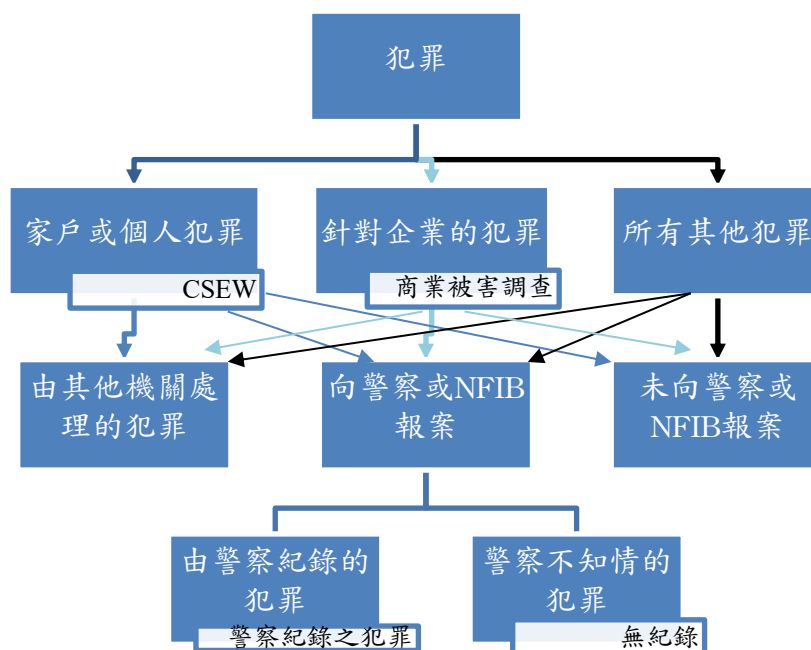 犯罪
家戶或個人犯罪
針對企業的犯罪
所有其他犯罪
CSEW
商業被害調查
由其他機關處
理的犯罪
向警察或NFIB
報案
未向警察或
NFIB報案
由警察紀錄的
犯罪
警察不知情的
犯罪
警察紀錄之犯罪
無紀錄